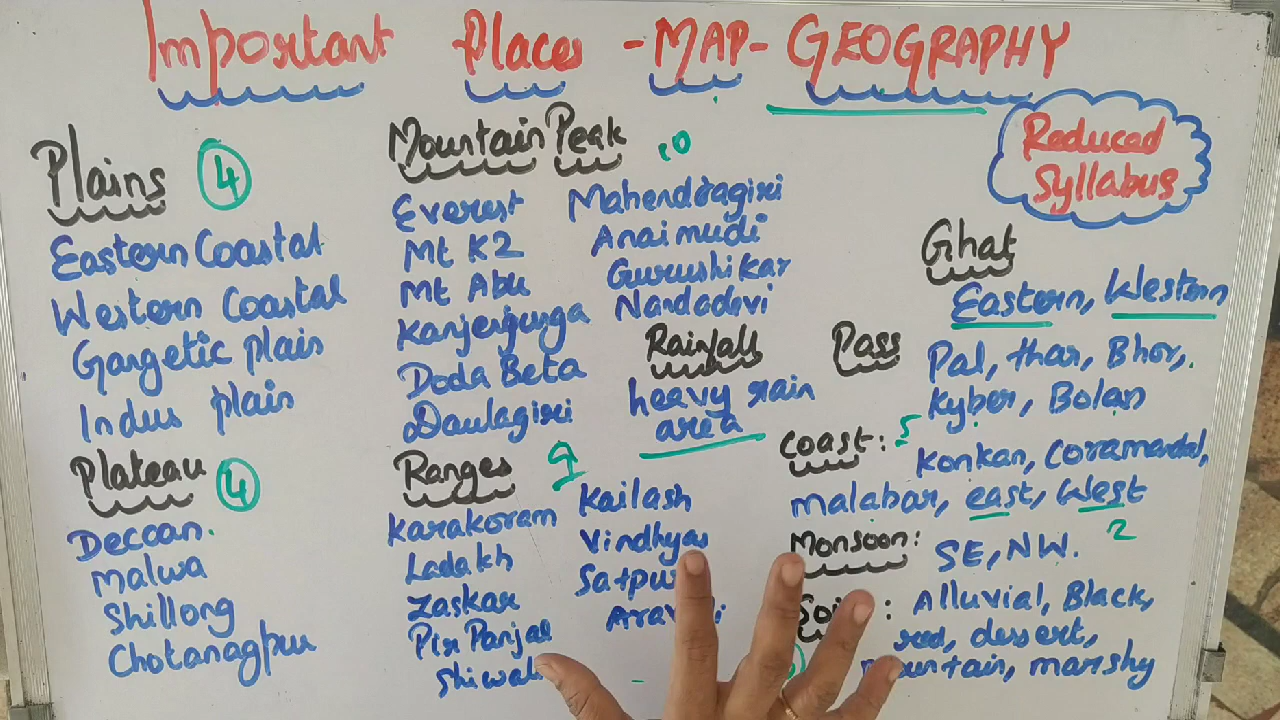 Important Places - MAP - GEOGRAPHY
Reduced
Syllabus
Plains 4
Eastern Coastal
Western Coastal
Gangetic plain
Indus plain
Plateau 4
Deccan.
Malwa
Shillong
Chotanagpur
Mountain Peak 10
Everest
Mt K2
Mt Abu
Kanjenjunga
Doda Beta
Daulagiri
Mahendragiri
Anaimudi
Gurushikar
Nandadevi
Rainfall
heavy rain
area
Ranges 9
Karakoram
Ladakh
Zaskar
Pir Panjal
Kailash
Vindhyas
Ghat
Eastern, Western
Pass
Pal, thar, Bhor,
Kyber, Bolan
Coast: 5
Konkan, Coramandal,
malabar, east, West
Monsoon: 2
SE, NW.
Alluvial, Black,
red, dessert,
marshy